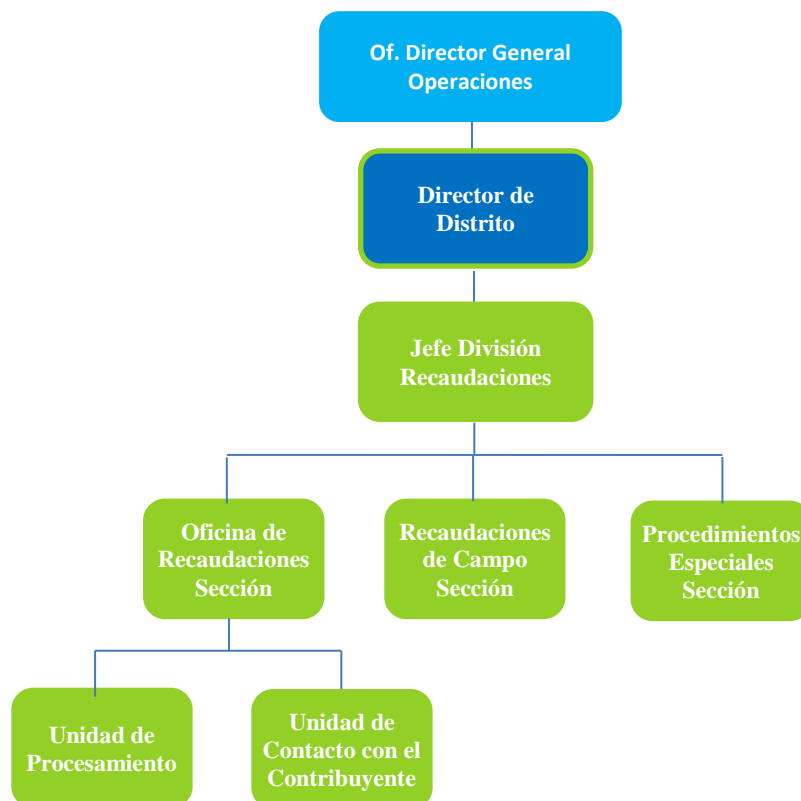 Of. Director General
Operaciones
Director de
Distrito
Jefe División
Recaudaciones
Oficina de
Recaudaciones
Sección
Recaudaciones
de Campo
Sección
Procedimientos
Especiales
Sección
Unidad de
Procesamiento
Unidad de
Contacto con el
Contribuyente